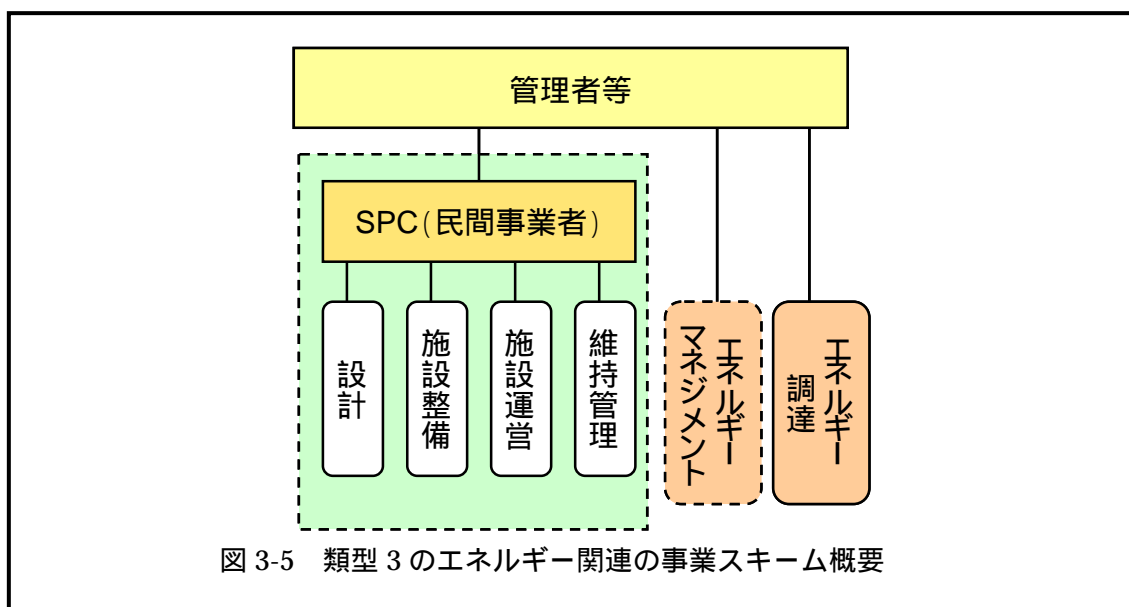 管理者等
SPC(民間事業者)
設計
施設整備
施設運営
維持管理
エネルギー
マネジメント
エネルギー
調達
図 3-5 類型 3 のエネルギー関連の事業スキーム概要